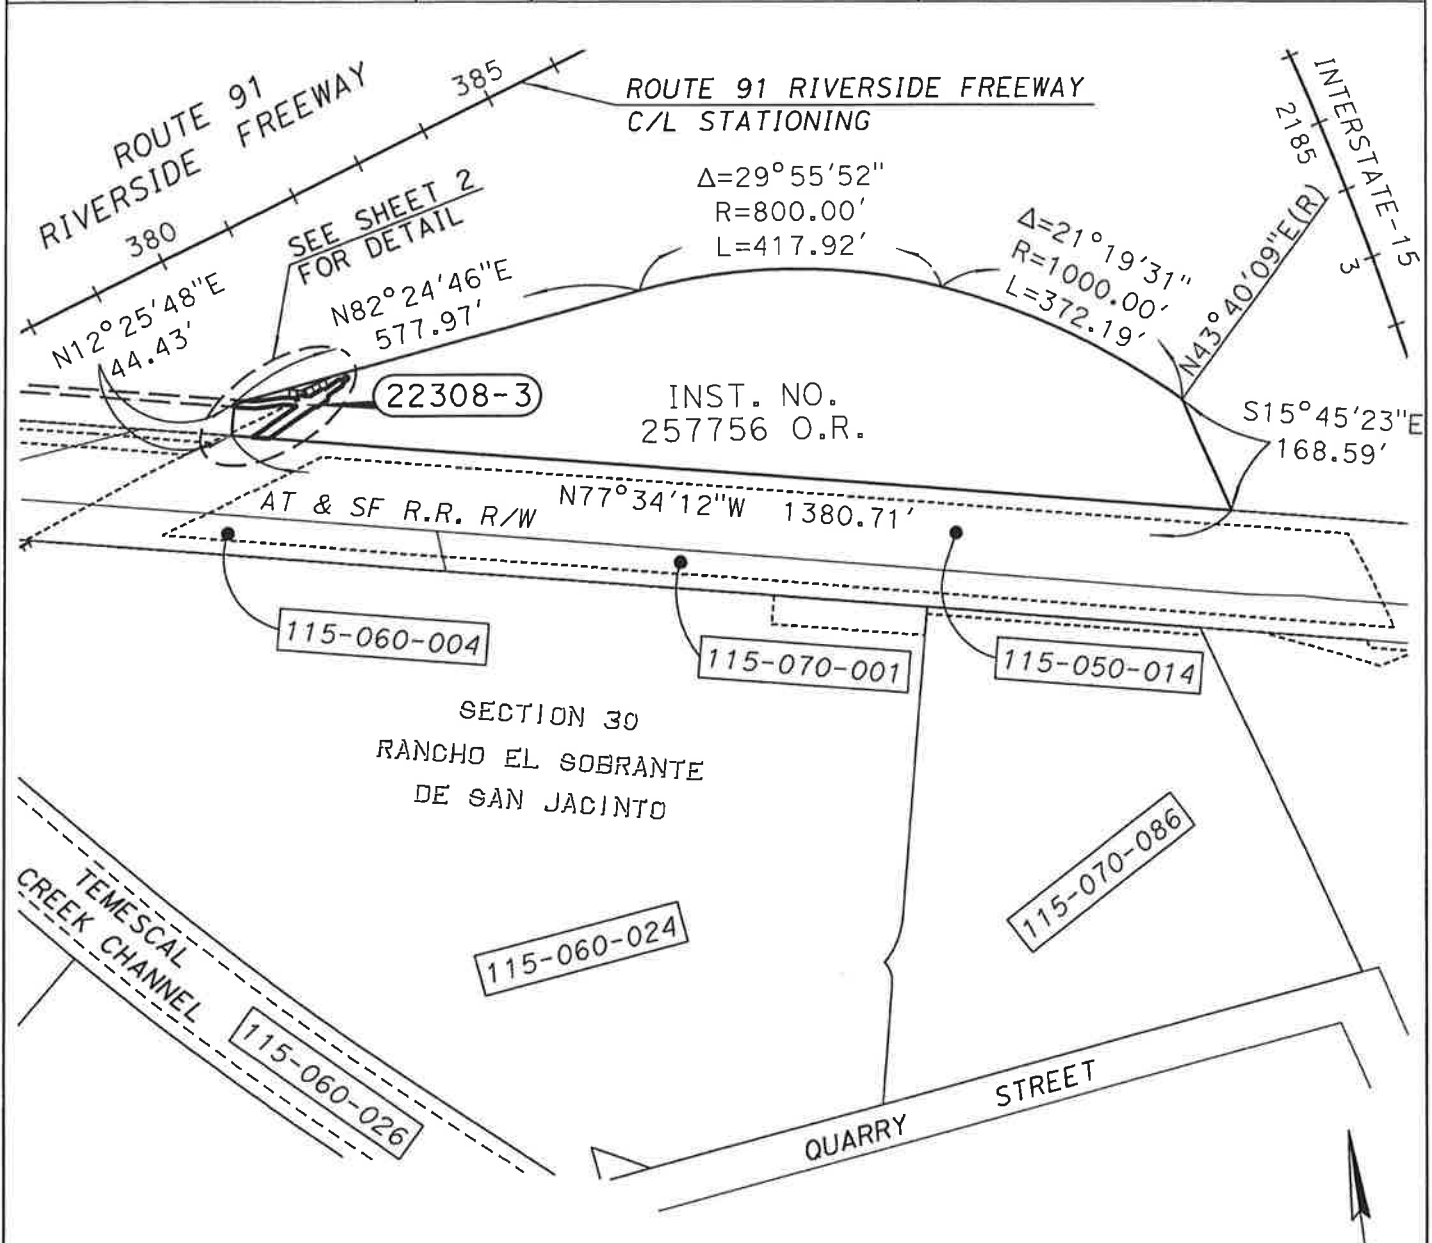 ROUTE 91
RIVERSIDE FREEWAY
385
380
ROUTE 91 RIVERSIDE FREEWAY
C/L STATIONING
INTERSTATE-15
2185
3
SEE SHEET 2
FOR DETAIL
Δ=29°55'52"
R=800.00'
L=417.92'
Δ=21°19'31"
R=1000.00'
L=372.19'
N43°40'09"E(R)
N12°25'48"E
44.43'
N82°24'46"E
577.97'
22308-3
INST. NO.
257756 O.R.
S15°45'23"E
168.59'
AT & SF R.R. R/W
N77°34'12"W 1380.71'
115-060-004
115-070-001
115-050-014
SECTION 30
RANCHO EL SOBRANTE
DE SAN JACINTO
115-070-086
115-060-024
TEMESCAL
CREEK CHANNEL
115-060-026
QUARRY STREET